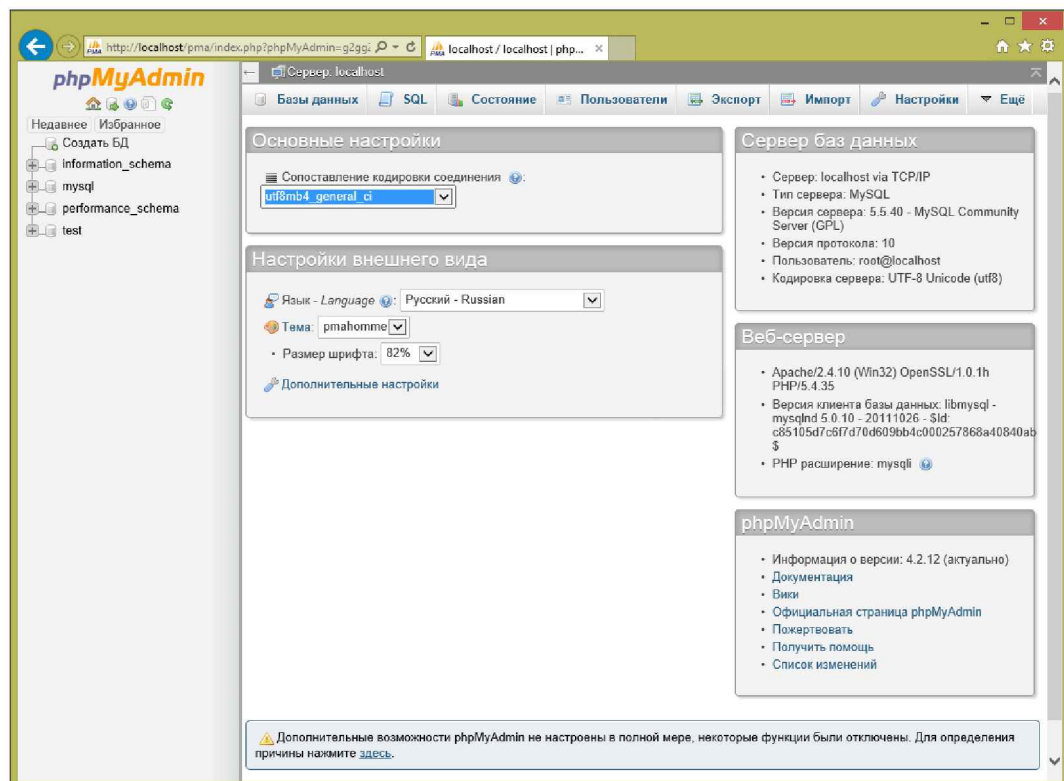 http://localhost/pma/index.php?phpMyAdmin=g2gg
localhost / localhost | php...
phpMyAdmin
Недавнее Избранное
Создать БД
information_schema
mysql
performance_schema
test
Сервер: localhost
Базы данных SQL Состояние Пользователи Экспорт Импорт Настройки Ещё
Основные настройки
Сопоставление кодировки соединения :
utf8mb4_general_ci
Настройки внешнего вида
Язык - Language : Русский - Russian
Тема: pmahomme
• Размер шрифта: 82%
Дополнительные настройки
Сервер баз данных
• Сервер: localhost via TCP/IP
• Тип сервера: MySQL
• Версия сервера: 5.5.40 - MySQL Community
Server (GPL)
• Версия протокола: 10
• Пользователь: root@localhost
• Кодировка сервера: UTF-8 Unicode (utf8)
Веб-сервер
• Apache/2.4.10 (Win32) OpenSSL/1.0.1h
PHP/5.4.35
• Версия клиента базы данных: libmysql -
mysqlnd 5.0.10 - 20111026 - $Id:
c85105d7c6f7d70d609bb4c000257868a40840ab
$
• PHP расширение: mysqli
phpMyAdmin
• Информация о версии: 4.2.12 (актуально)
• Документация
• Вики
• Официальная страница phpMyAdmin
• Пожертвовать
• Получить помощь
• Список изменений
Дополнительные возможности phpMyAdmin не настроены в полной мере, некоторые функции были отключены. Для определения
причины нажмите здесь.